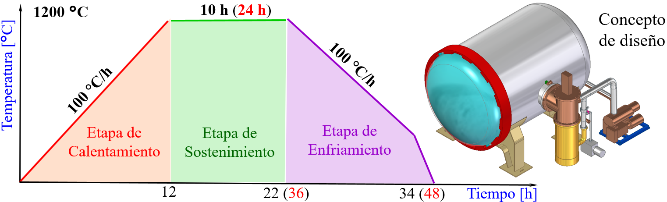 Temperatura [°C]
1200 °C
10 h (24 h)
100 °C/h
100 °C/h
Etapa de
Calentamiento
Etapa de
Sostenimiento
Etapa de
Enfriamiento
12
22 (36)
34 (48)
Tiempo [h]
Concepto
de diseño